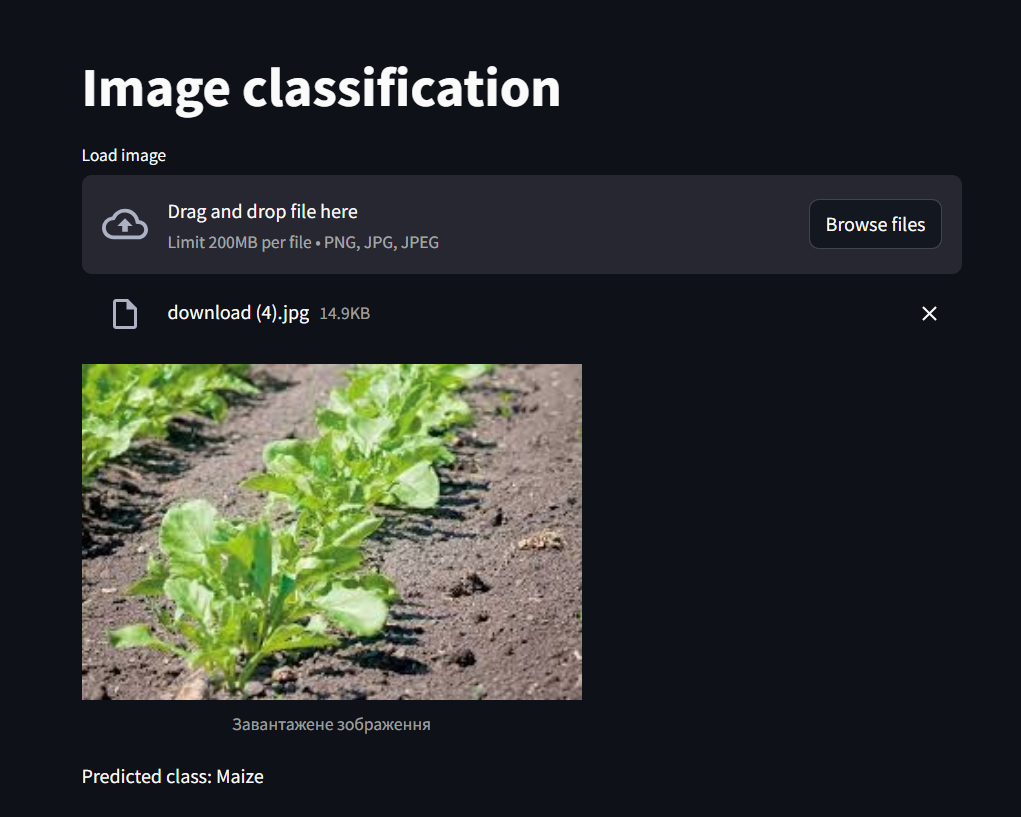 Image classification
Load image
Drag and drop file here
Limit 200MB per file • PNG, JPG, JPEG
Browse files
download (4).jpg 14.9KB
Завантажене зображення
Predicted class: Maize